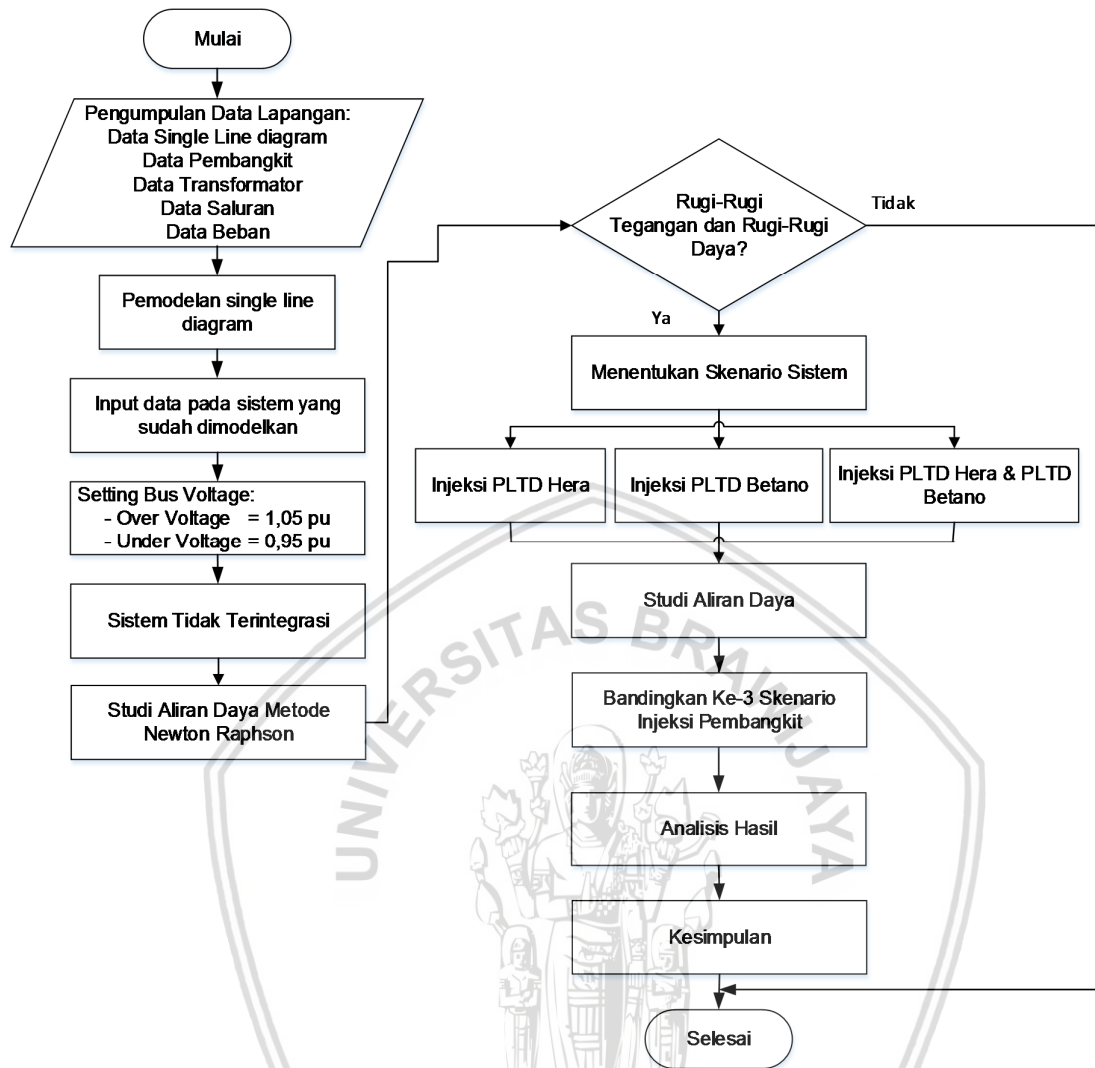 Mulai
Pengumpulan Data Lapangan:
Data Single Line diagram
Data Pembangkit
Data Transformator
Data Saluran
Data Beban
Pemodelan single line
diagram
Input data pada sistem yang
sudah dimodelkan
Setting Bus Voltage:
- Over Voltage = 1,05 pu
- Under Voltage = 0,95 pu
Sistem Tidak Terintegrasi
Studi Aliran Daya Metode
Newton Raphson
Rugi-Rugi
Tegangan dan Rugi-Rugi
Daya?
Tidak
Ya
Menentukan Skenario Sistem
Injeksi PLTD Hera
Injeksi PLTD Betano
Injeksi PLTD Hera & PLTD
Betano
Studi Aliran Daya
Bandingkan Ke-3 Skenario
Injeksi Pembangkit
Analisis Hasil
Kesimpulan
Selesai
UNIVERSITAS BRAWIJAYA